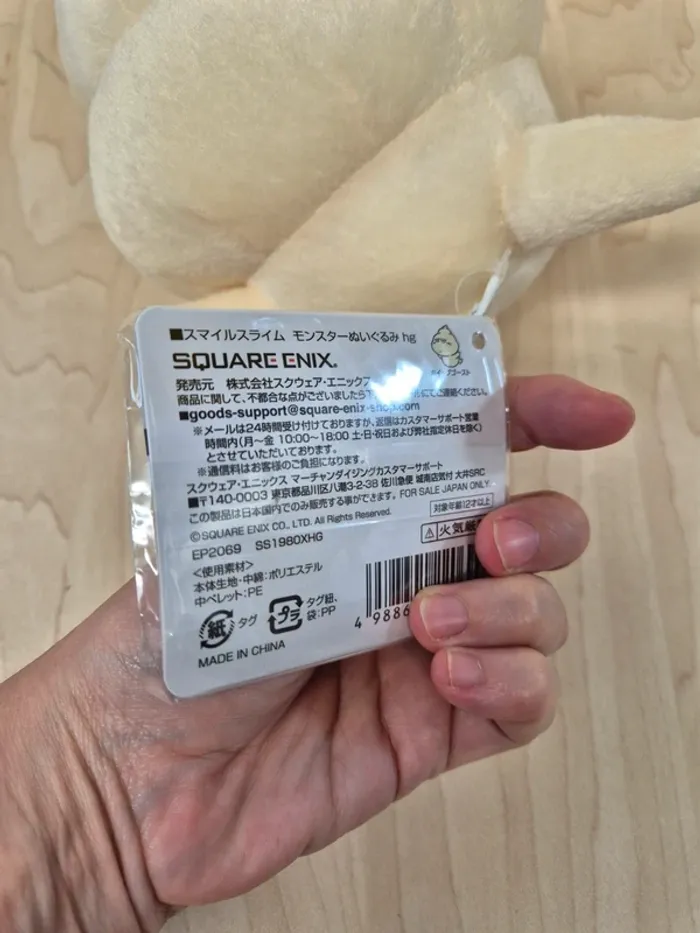 ■スマイルスライム モンスターぬいぐるみ hg
SQUARE ENIX®
発売元 株式会社スクウェア・エニックス
商品に関して、不都合な点がございましたら下 ルにてご連絡ください。
■goods-support@square-enix-shop.com
※メールは24時間受け付けておりますが、返信はカスタマーサポート営業
時間内(月～金 10:00～18:00 土・日・祝日および弊社指定休日を除く)
とさせていただいております。
※通信料はお客様のご負担になります。
スクウェア・エニックス マーチャンダイジングカスタマーサポート
■〒140-0003 東京都品川区八潮3-2-38 佐川急便 城南店気付 大井SRC
この製品は日本国内でのみ販売する事ができます。 FOR SALE JAPAN ONLY
対象年齢12才以上
©SQUARE ENIX CO., LTD. All Rights Reserved.
⚠火気厳
EP2069 SS1980XHG
<使用素材>
本体生地・中綿:ポリエステル
中ペレット:PE
紙 タグ
プラ タグ紐、
袋:PP
4 9886
MADE IN CHINA